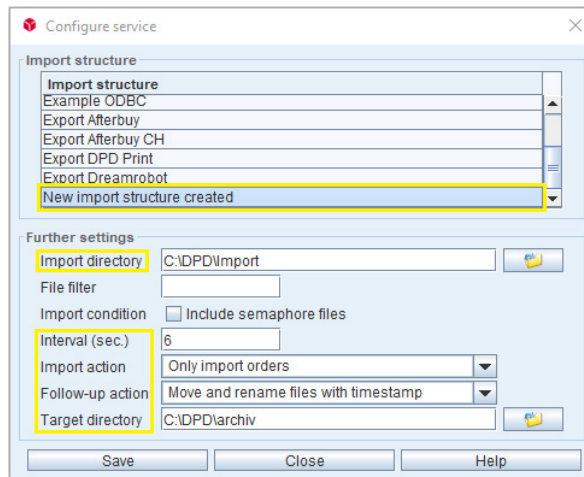 Configure service
Import structure
Import structure
Example ODBC
Export Afterbuy
Export Afterbuy CH
Export DPD Print
Export Dreamrobot
New import structure created
Further settings
Import directory C:\DPD\Import
File filter
Import condition Include semaphore files
Interval (sec.) 6
Import action Only import orders
Follow-up action Move and rename files with timestamp
Target directory C:\DPD\archiv
Save Close Help